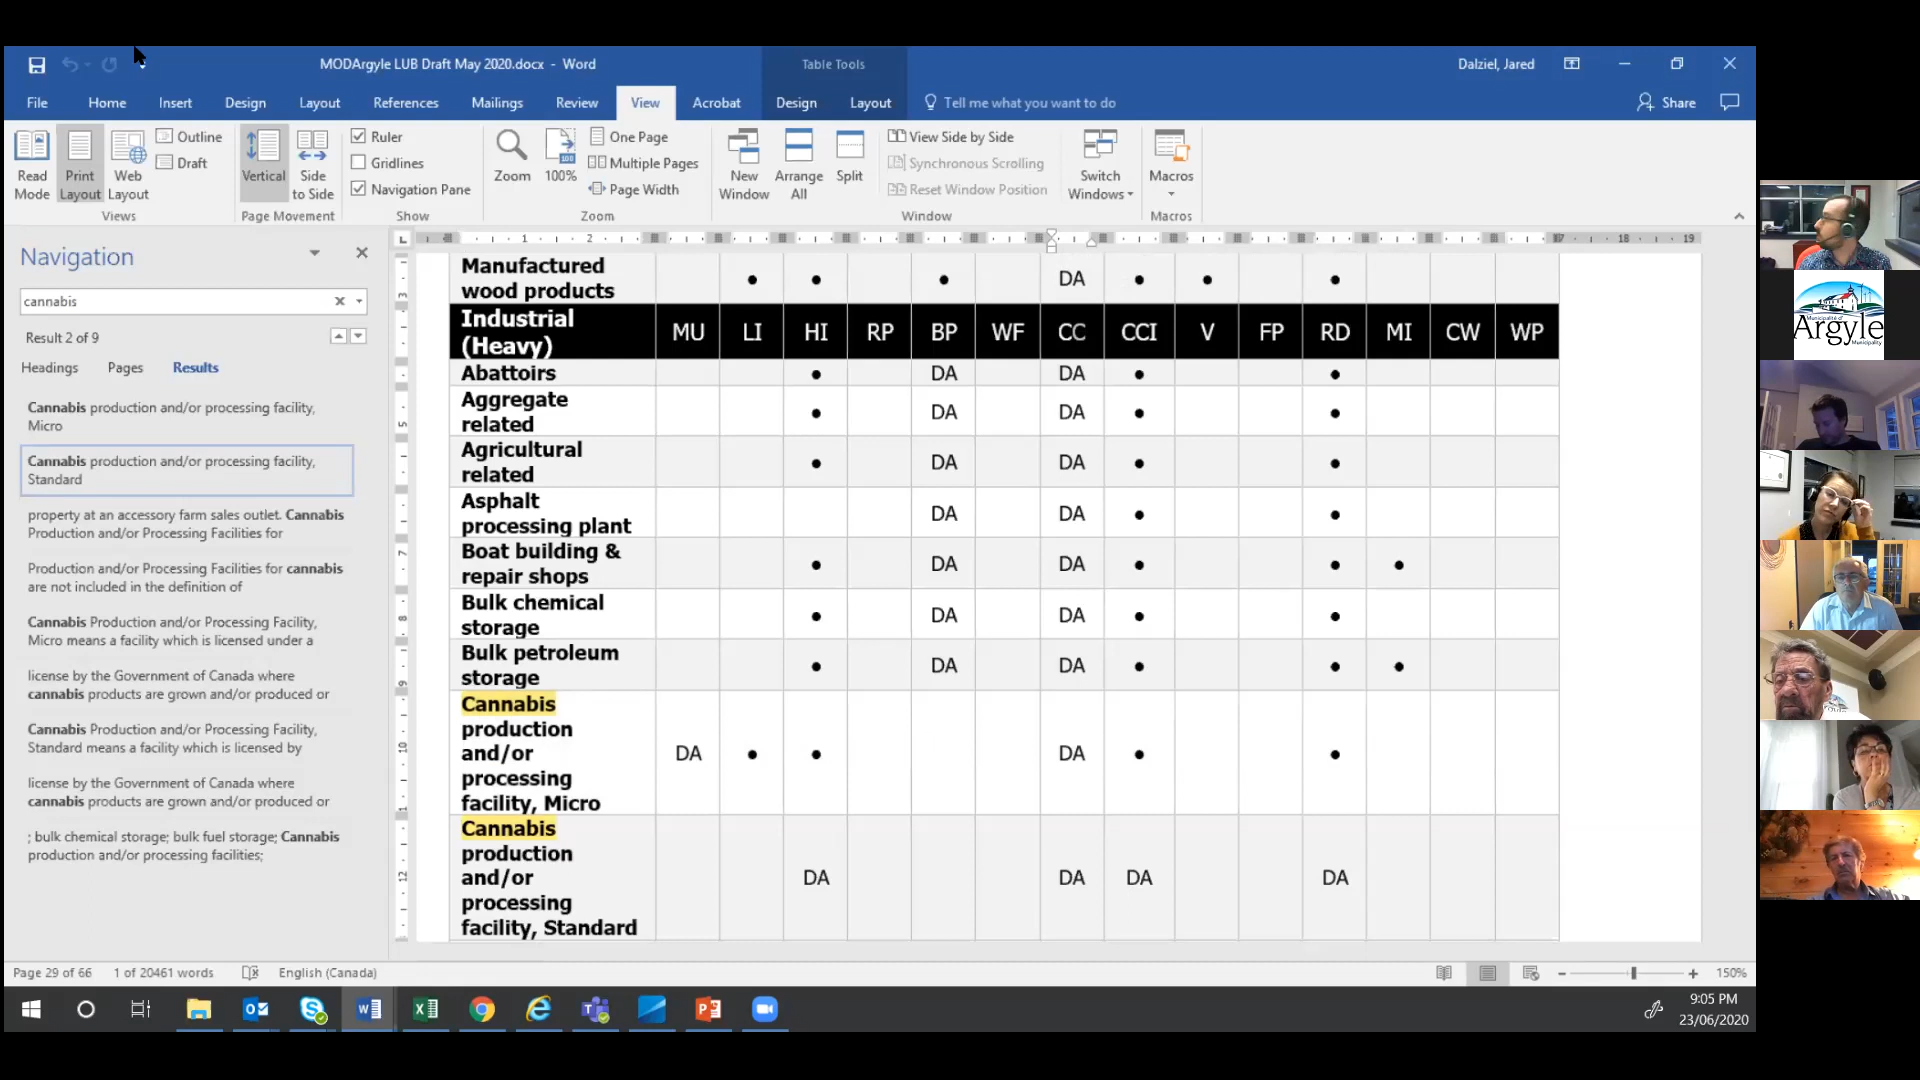 MODArgyle LUB Draft May 2020.docx - Word
Table Tools
Dalziel, Jared
File Home Insert Design Layout References Mailings Review View Acrobat Design Layout Tell me what you want to do Share
Read Mode
Print Layout
Web Layout
Outline
Draft
Views
Vertical
Side to Side
Page Movement
Ruler
Gridlines
Navigation Pane
Show
Zoom
100
100%
One Page
Multiple Pages
Page Width
Zoom
New Window
Arrange All
Split
View Side by Side
Synchronous Scrolling
Reset Window Position
Window
Switch Windows
Macros
Macros
Navigation
cannabis
Result 2 of 9
Headings Pages Results
Cannabis production and/or processing facility,
Micro
Cannabis production and/or processing facility,
Standard
property at an accessory farm sales outlet. Cannabis
Production and/or Processing Facilities for
Production and/or Processing Facilities for cannabis
are not included in the definition of
Cannabis Production and/or Processing Facility,
Micro means a facility which is licensed under a
license by the Government of Canada where
cannabis products are grown and/or produced or
Cannabis Production and/or Processing Facility,
Standard means a facility which is licensed by
license by the Government of Canada where
cannabis products are grown and/or produced or
; bulk chemical storage; bulk fuel storage; Cannabis
production and/or processing facilities;
1 2 17 18 19
3
5
7
8
9
10
12
Manufactured
wood products • • • DA • • •
Industrial
(Heavy) MU LI HI RP BP WF CC CCI V FP RD MI CW WP
Abattoirs • DA DA • •
Aggregate
related • DA DA • •
Agricultural
related • DA DA • •
Asphalt
processing plant DA DA • •
Boat building &
repair shops • DA DA • • •
Bulk chemical
storage • DA DA • •
Bulk petroleum
storage • DA DA • • •
Cannabis
production
and/or
processing
facility, Micro DA • • DA • •
Cannabis
production
and/or
processing
facility, Standard DA DA DA DA
Page 29 of 66 1 of 20461 words English (Canada) 150%
9:05 PM
23/06/2020
Municipalité d'
Argyle
Municipality